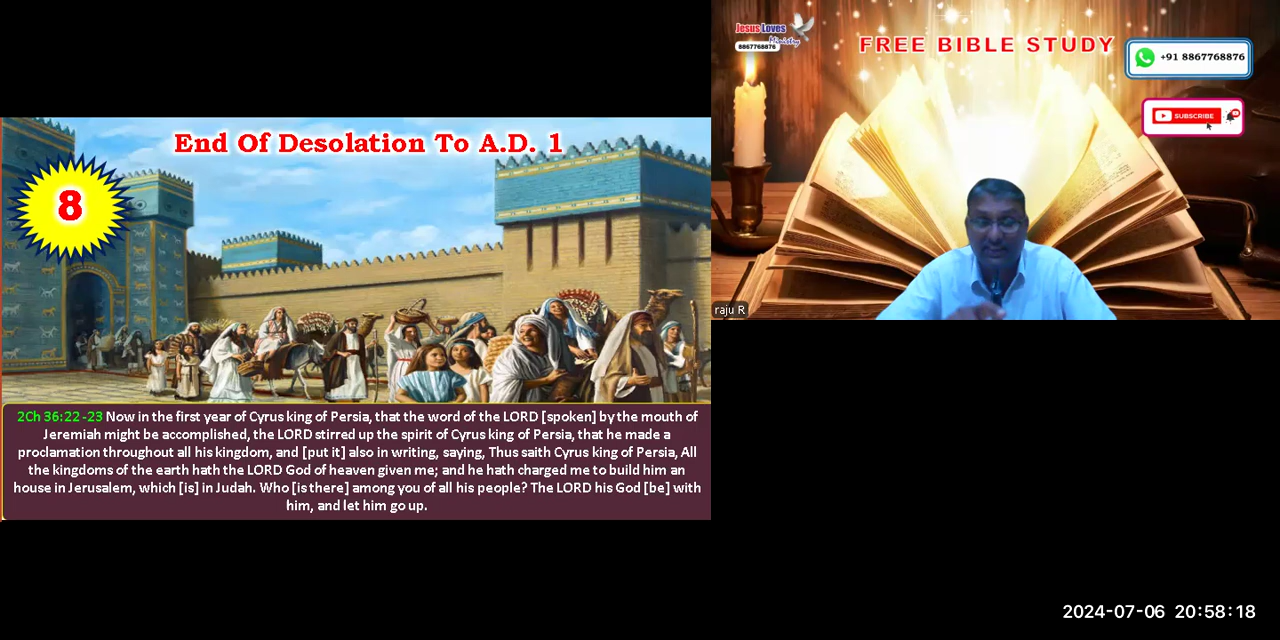 End Of Desolation To A.D. 1
8
2Ch 36:22-23 Now in the first year of Cyrus king of Persia, that the word of the LORD [spoken] by the mouth of
Jeremiah might be accomplished, the LORD stirred up the spirit of Cyrus king of Persia, that he made a
proclamation throughout all his kingdom, and [put it] also in writing, saying, Thus saith Cyrus king of Persia, All
the kingdoms of the earth hath the LORD God of heaven given me; and he hath charged me to build him an
house in Jerusalem, which [is] in Judah. Who [is there] among you of all his people? The LORD his God [be] with
him, and let him go up.
Jesus Loves
Ministry
8867768876
FREE BIBLE STUDY
+91 8867768876
SUBSCRIBE
raju R
2024-07-06 20:58:18